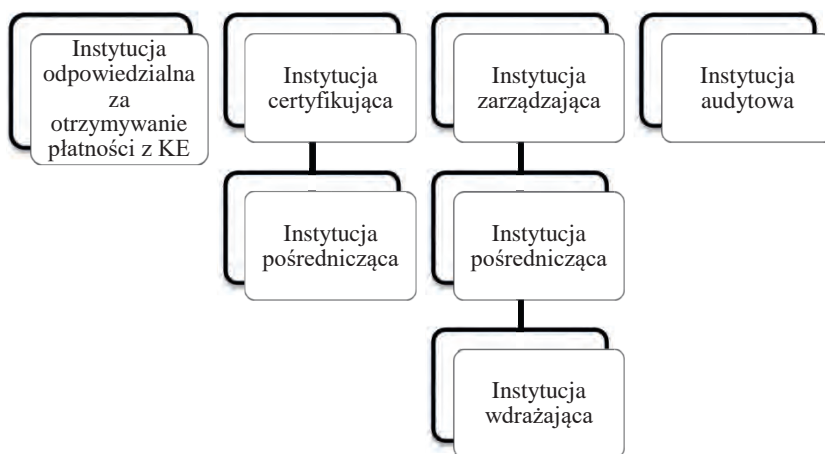 Instytucja
odpowiedzialna
za
otrzymywanie
płatności z KE
Instytucja
certyfikująca
Instytucja
zarządzająca
Instytucja
audytowa
Instytucja
pośrednicząca
Instytucja
pośrednicząca
Instytucja
wdrażająca